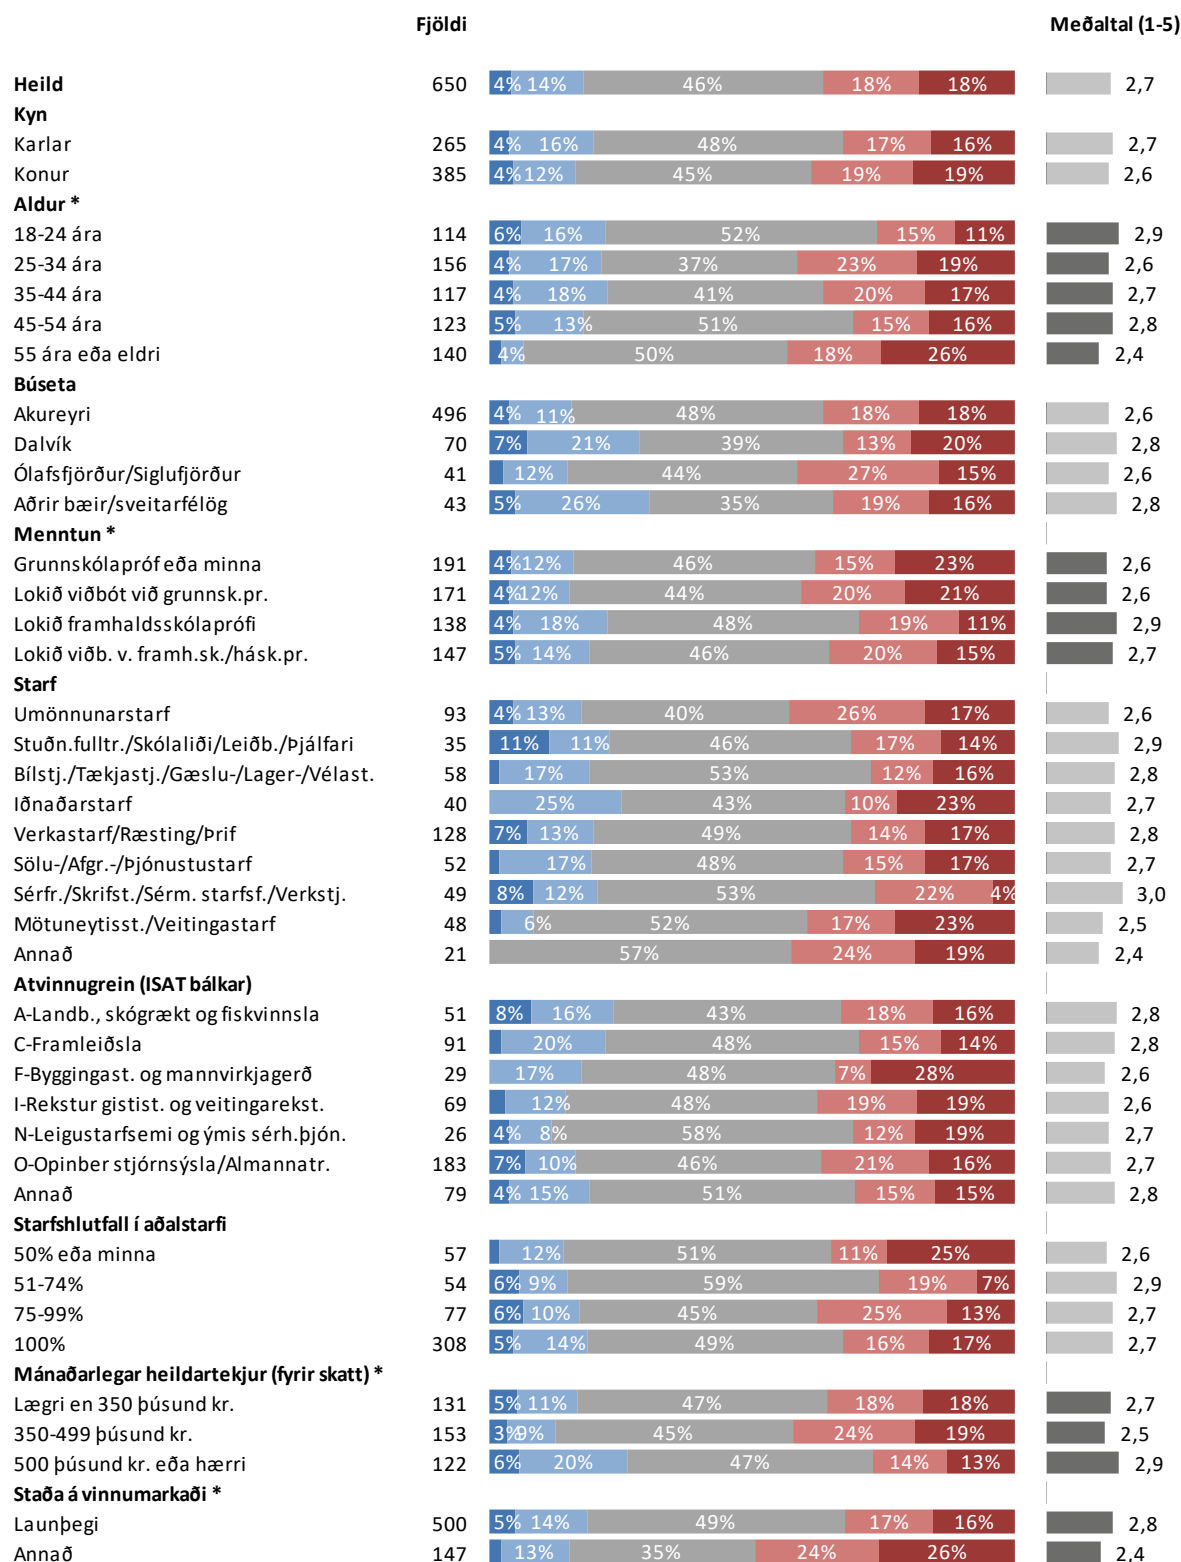 Fjöldi Meðaltal (1-5)
Heild 650 4% 14% 46% 18% 18% 2,7
Kyn
Karlar 265 4% 16% 48% 17% 16% 2,7
Konur 385 4% 12% 45% 19% 19% 2,6
Aldur *
18-24 ára 114 6% 16% 52% 15% 11% 2,9
25-34 ára 156 4% 17% 37% 23% 19% 2,6
35-44 ára 117 4% 18% 41% 20% 17% 2,7
45-54 ára 123 5% 13% 51% 15% 16% 2,8
55 ára eða eldri 140 4% 50% 18% 26% 2,4
Búseta
Akureyri 496 4% 11% 48% 18% 18% 2,6
Dalvík 70 7% 21% 39% 13% 20% 2,8
Ólafsfjörður/Siglufjörður 41 12% 44% 27% 15% 2,6
Aðrir bæir/sveitarfélög 43 5% 26% 35% 19% 16% 2,8
Menntun *
Grunnskólapróf eða minna 191 4% 12% 46% 15% 23% 2,6
Lokið viðbót við grunnsk.pr. 171 4% 12% 44% 20% 21% 2,6
Lokið framhaldsskólaprófi 138 4% 18% 48% 19% 11% 2,9
Lokið viðb. v. framh.sk./hásk.pr. 147 5% 14% 46% 20% 15% 2,7
Starf
Umönnunarstarf 93 4% 13% 40% 26% 17% 2,6
Stuðn.fulltr./Skólaliði/Leiðb./Þjálfari 35 11% 11% 46% 17% 14% 2,9
Bílstj./Tækjastj./Gæslu-/Lager-/Vélast. 58 17% 53% 12% 16% 2,8
Iðnaðarstarf 40 25% 43% 10% 23% 2,7
Verkastarf/Ræsting/Þrif 128 7% 13% 49% 14% 17% 2,8
Sölu-/Afgr.-/Þjónustustarf 52 17% 48% 15% 17% 2,7
Sérfr./Skrifst./Sérm. starfsf./Verkstj. 49 8% 12% 53% 22% 4% 3,0
Mötuneytisst./Veitingastarf 48 6% 52% 17% 23% 2,5
Annað 21 57% 24% 19% 2,4
Atvinnugrein (ISAT bálkar)
A-Landb., skógrækt og fiskvinnsla 51 8% 16% 43% 18% 16% 2,8
C-Framleiðsla 91 20% 48% 15% 14% 2,8
F-Byggingast. og mannvirkjagerð 29 17% 48% 7% 28% 2,6
I-Rekstur gistist. og veitingarekst. 69 12% 48% 19% 19% 2,6
N-Leigustarfsemi og ýmis sérh.þjón. 26 4% 8% 58% 12% 19% 2,7
O-Opinber stjórnsýsla/Almannatr. 183 7% 10% 46% 21% 16% 2,7
Annað 79 4% 15% 51% 15% 15% 2,8
Starfshlutfall í aðalstarfi
50% eða minna 57 12% 51% 11% 25% 2,6
51-74% 54 6% 9% 59% 19% 7% 2,9
75-99% 77 6% 10% 45% 25% 13% 2,7
100% 308 5% 14% 49% 16% 17% 2,7
Mánaðarlegar heildartekjur (fyrir skatt) *
Lægri en 350 þúsund kr. 131 5% 11% 47% 18% 18% 2,7
350-499 þúsund kr. 153 3% 9% 45% 24% 19% 2,5
500 þúsund kr. eða hærri 122 6% 20% 47% 14% 13% 2,9
Staða á vinnumarkaði *
Launþegi 500 5% 14% 49% 17% 16% 2,8
Annað 147 13% 35% 24% 26% 2,4